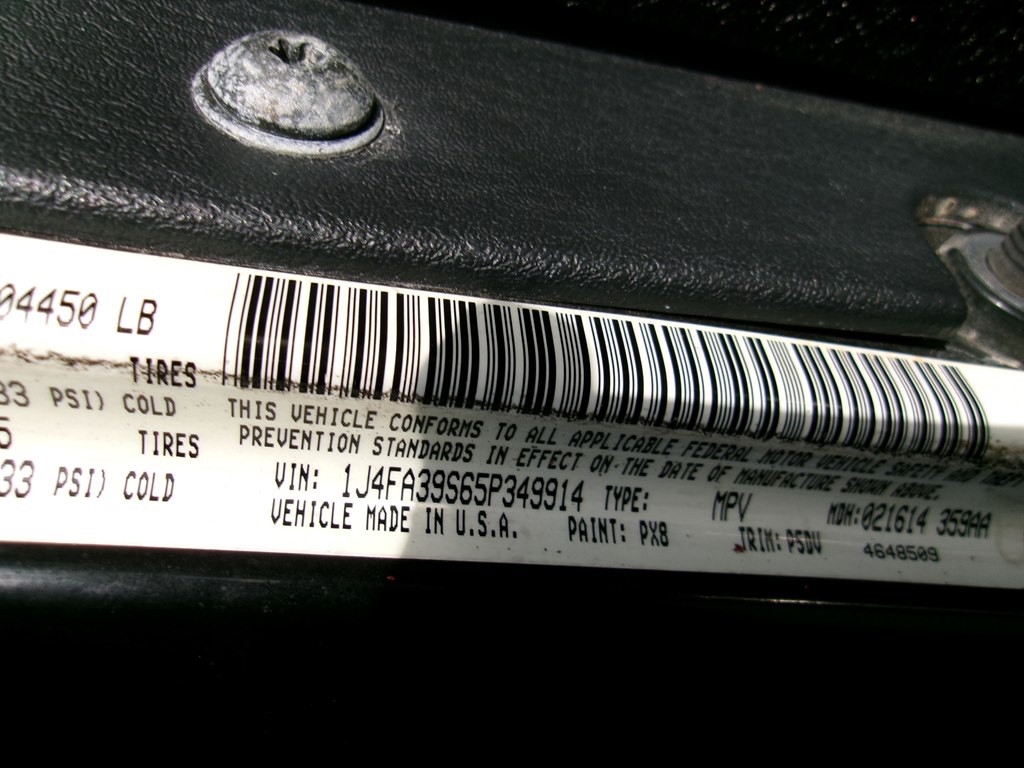 04450 LB
TIRES
33 PSI) COLD
5 TIRES
33 PSI) COLD
THIS VEHICLE CONFORMS TO ALL APPLICABLE FEDERAL MOTOR VEHICLE SAFETY AND THEFT
PREVENTION STANDARDS IN EFFECT ON THE DATE OF MANUFACTURE SHOWN ABOVE.
VIN: 1J4FA39S65P349914 TYPE: MPV MDH:021614 359AA
VEHICLE MADE IN U.S.A. PAINT: PX8 TRIM: PSDV 4648509